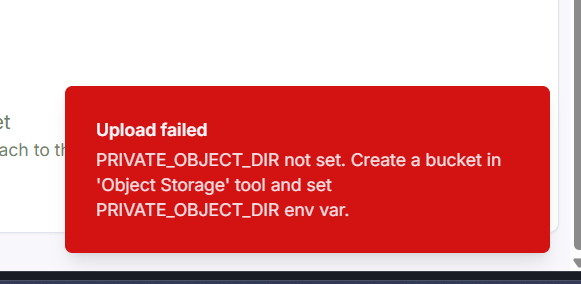 et
ach to th
Upload failed
PRIVATE_OBJECT_DIR not set. Create a bucket in
'Object Storage' tool and set
PRIVATE_OBJECT_DIR env var.